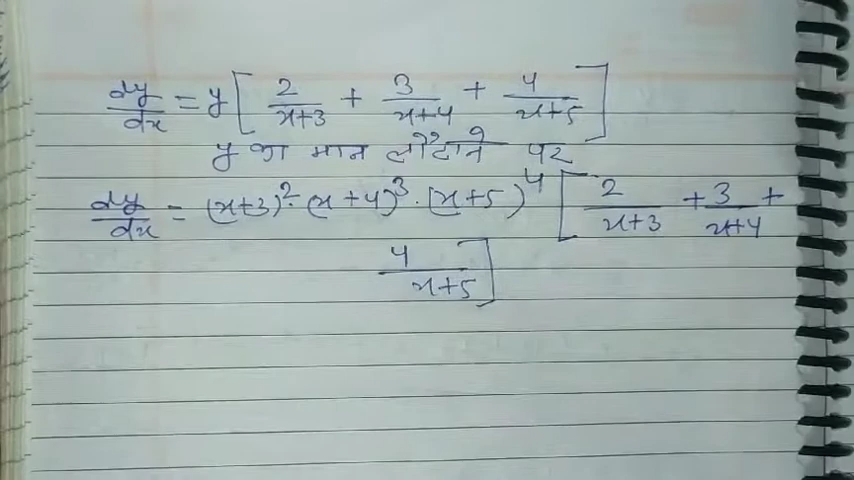 dy/dx = y [ 2/(x+3) + 3/(x+4) + 4/(x+5) ]
y का मान लौटाने पर
dy/dx = (x+3)². (x+4)³. (x+5)⁴ [ 2/(x+3) + 3/(x+4) +
4/(x+5) ]